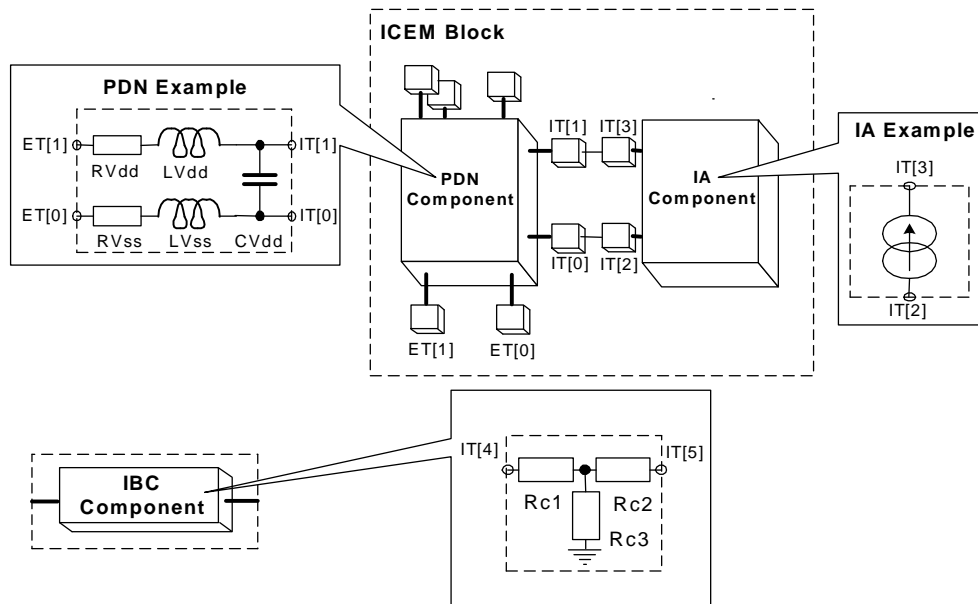 ICEM Block
PDN Example
ET[1]
RVdd
LVdd
IT[1]
ET[0]
RVss
LVss
CVdd
IT[0]
PDN
Component
IT[1]
IT[3]
IT[0]
IT[2]
ET[1]
ET[0]
IA
Component
IA Example
IT[3]
IT[2]
IBC
Component
IT[4]
IT[5]
Rc1
Rc2
Rc3